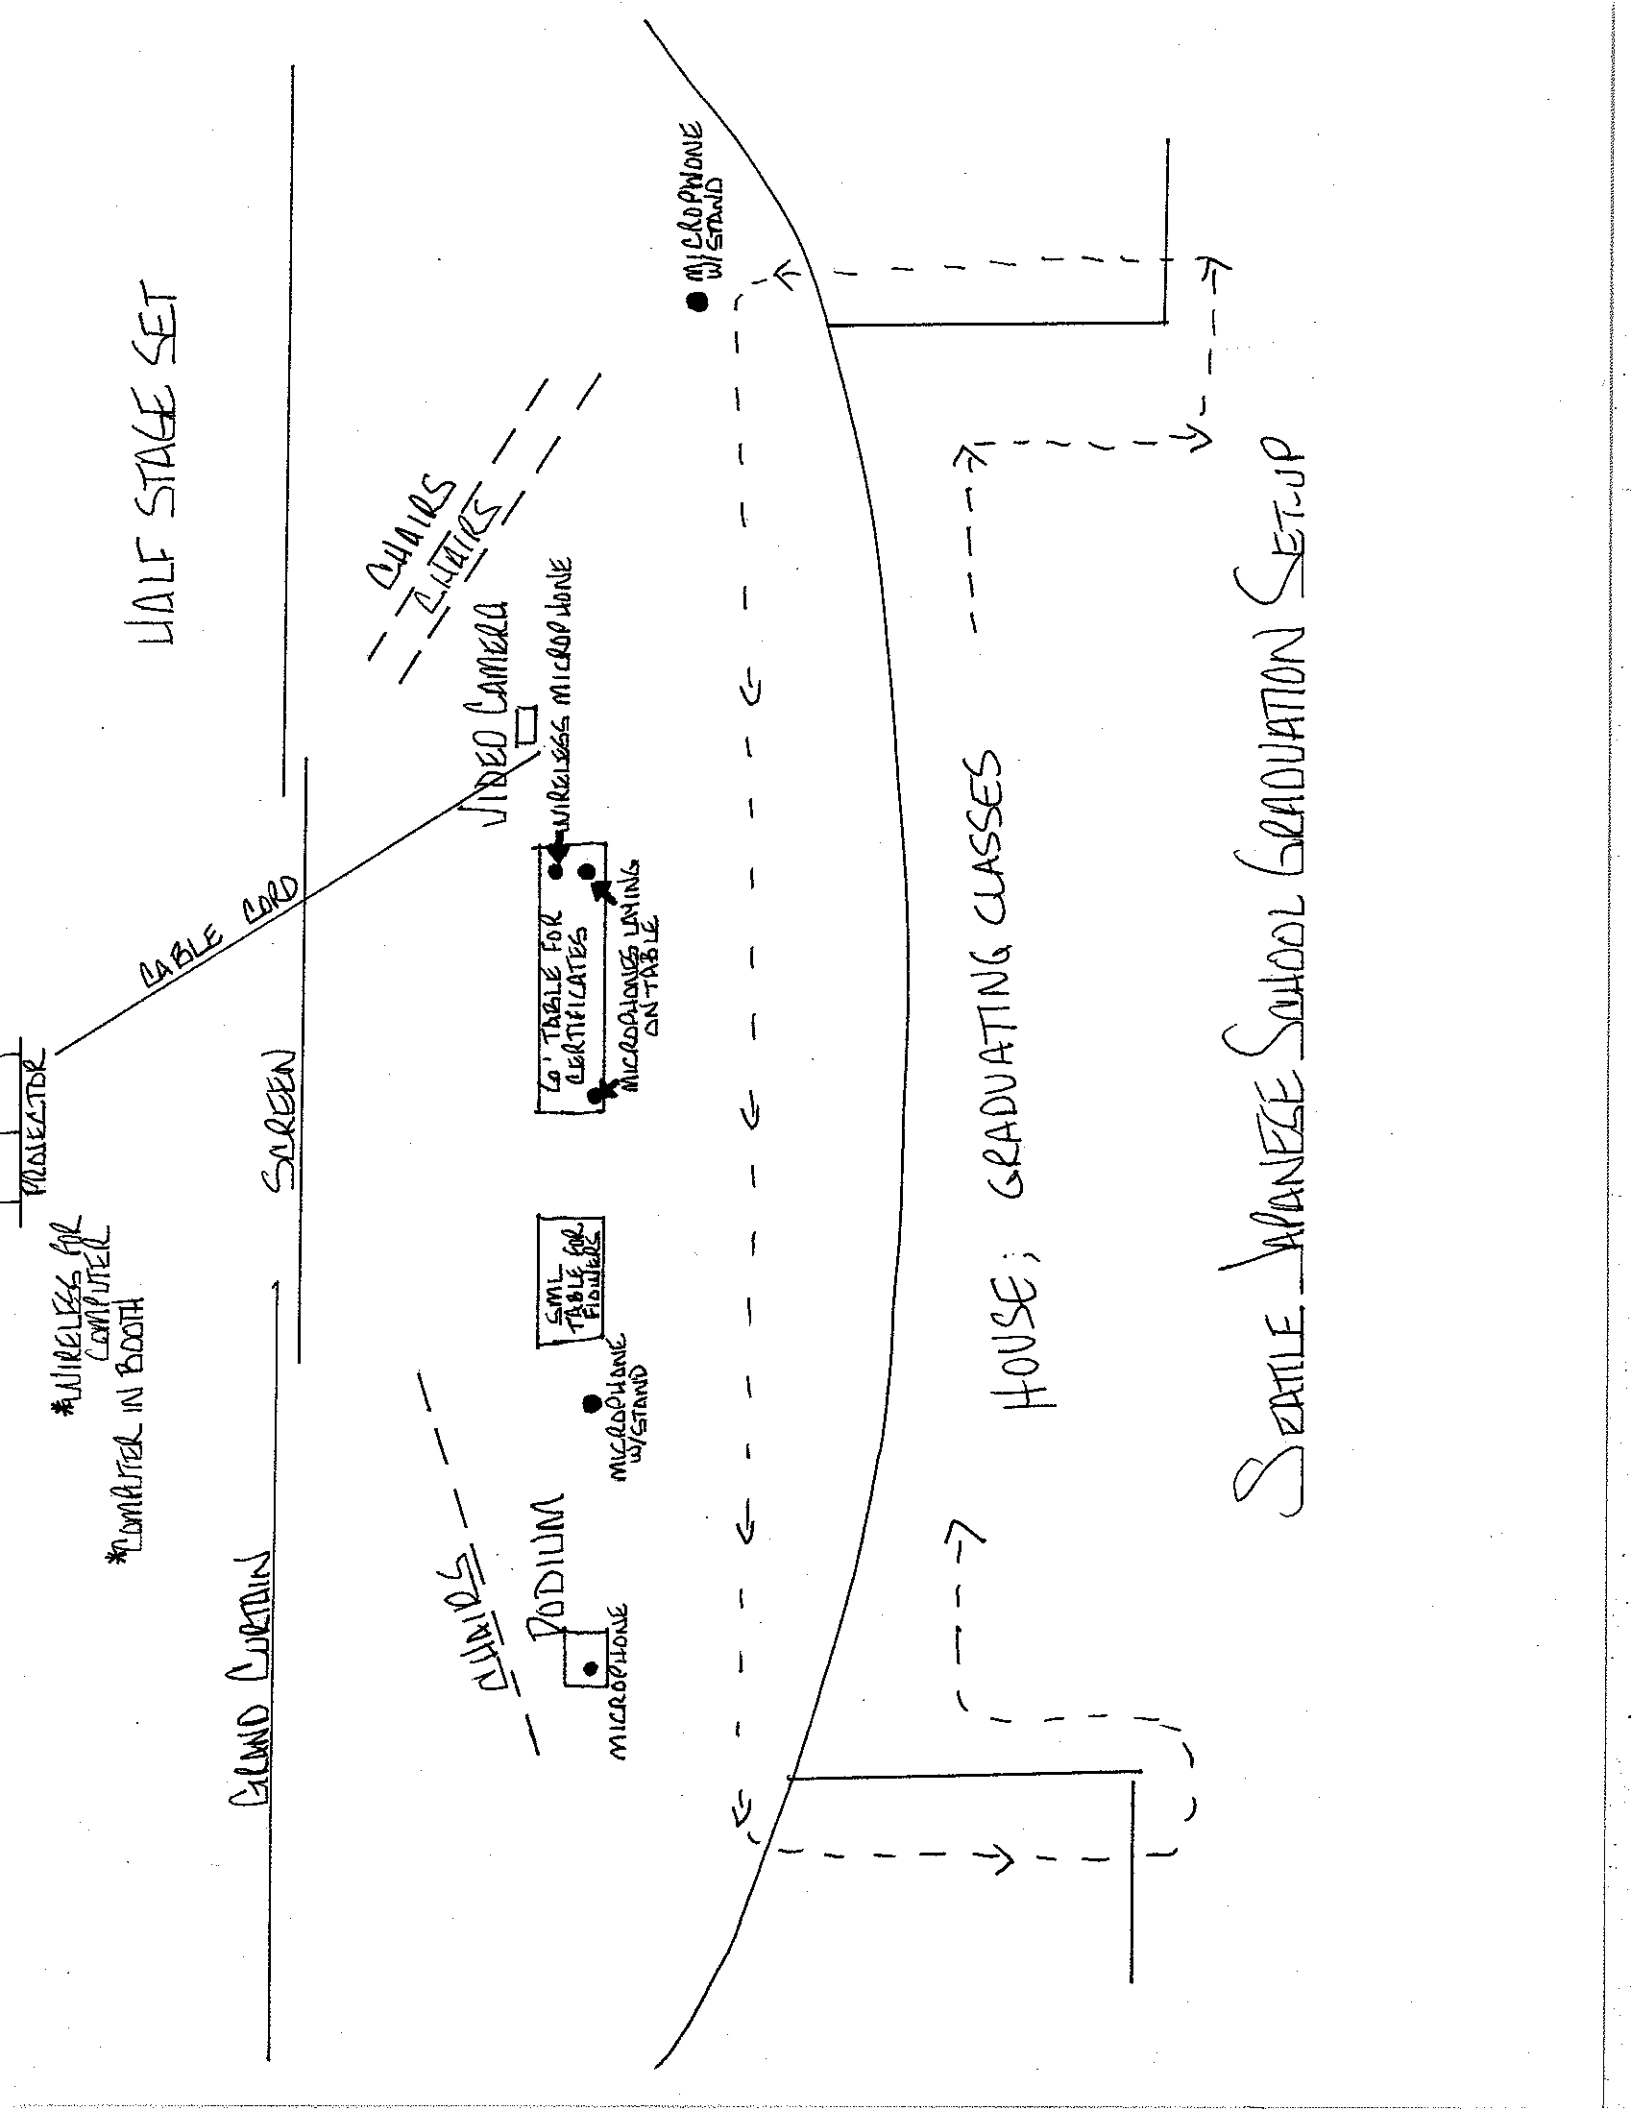 HALF STAGE SET
PROJECTOR
*WIRELESS FOR
COMPUTER
*COMPUTER IN BOOTH
CABLE CORD
GRAND CURTAIN
SCREEN
CHAIRS
CHAIRS
CHAIRS
VIDEO CAMERA
WIRELESS MICROPHONE
PODIUM
MICROPHONE
MICROPHONE
W/STAND
SML
TABLE FOR
FLOWERS
6' TABLE FOR
CERTIFICATES
MICROPHONES LAYING
ON TABLE
MICROPHONE
W/STAND
HOUSE; GRADUATING CLASSES
SEATTLE JAPANESE SCHOOL GRADUATION SET-UP